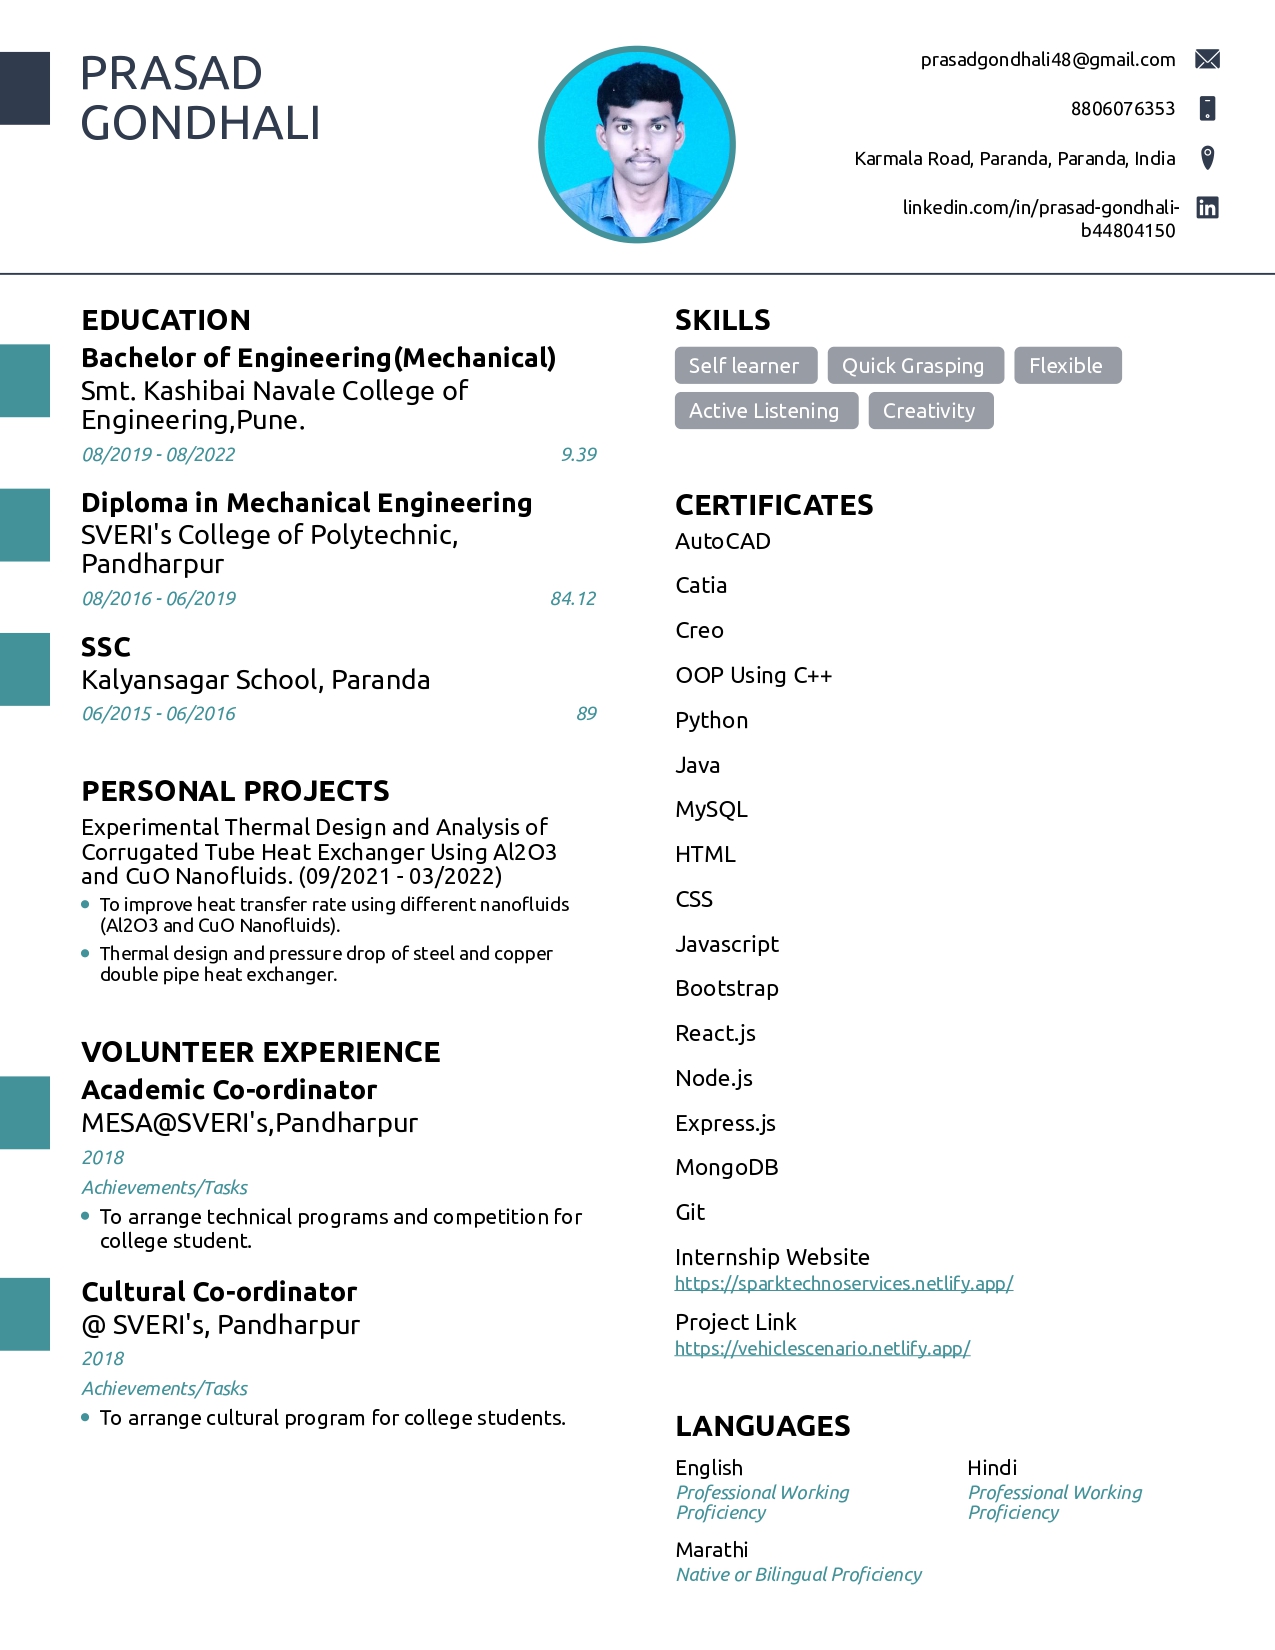 PRASAD
GONDHALI
prasadgondhali48@gmail.com
8806076353
Karmala Road, Paranda, Paranda, India
linkedin.com/in/prasad-gondhali-
b44804150
EDUCATION
Bachelor of Engineering(Mechanical)
Smt. Kashibai Navale College of
Engineering,Pune.
08/2019 - 08/2022 9.39
Diploma in Mechanical Engineering
SVERI's College of Polytechnic,
Pandharpur
08/2016 - 06/2019 84.12
SSC
Kalyansagar School, Paranda
06/2015 - 06/2016 89
PERSONAL PROJECTS
Experimental Thermal Design and Analysis of
Corrugated Tube Heat Exchanger Using Al2O3
and CuO Nanofluids. (09/2021 - 03/2022)
To improve heat transfer rate using different nanofluids
(Al2O3 and CuO Nanofluids).
Thermal design and pressure drop of steel and copper
double pipe heat exchanger.
VOLUNTEER EXPERIENCE
Academic Co-ordinator
MESA@SVERI's,Pandharpur
2018
Achievements/Tasks
To arrange technical programs and competition for
college student.
Cultural Co-ordinator
@ SVERI's, Pandharpur
2018
Achievements/Tasks
To arrange cultural program for college students.
SKILLS
Self learner Quick Grasping Flexible
Active Listening Creativity
CERTIFICATES
AutoCAD
Catia
Creo
OOP Using C++
Python
Java
MySQL
HTML
CSS
Javascript
Bootstrap
React.js
Node.js
Express.js
MongoDB
Git
Internship Website
https://sparktechnoservices.netlify.app/
Project Link
https://vehiclescenario.netlify.app/
LANGUAGES
English
Professional Working
Proficiency
Hindi
Professional Working
Proficiency
Marathi
Native or Bilingual Proficiency